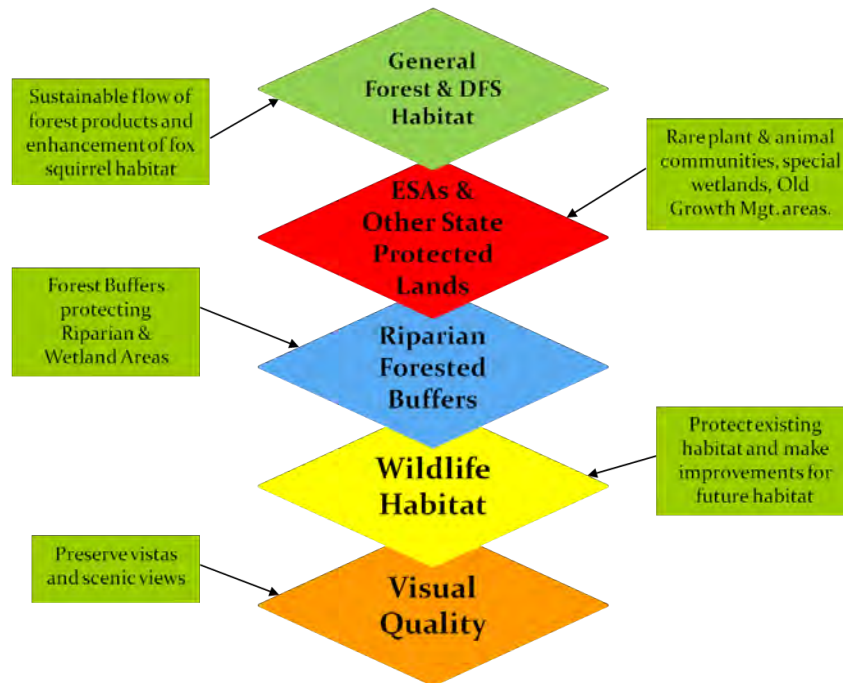 General
Forest & DFS
Habitat
Sustainable flow of
forest products and
enhancement of fox
squirrel habitat
Rare plant & animal
communities, special
wetlands, Old
Growth Mgt. areas.
ESAs &
Other State
Protected
Lands
Forest Buffers
protecting
Riparian &
Wetland Areas
Riparian
Forested
Buffers
Protect existing
habitat and make
improvements for
future habitat
Wildlife
Habitat
Preserve vistas
and scenic views
Visual
Quality